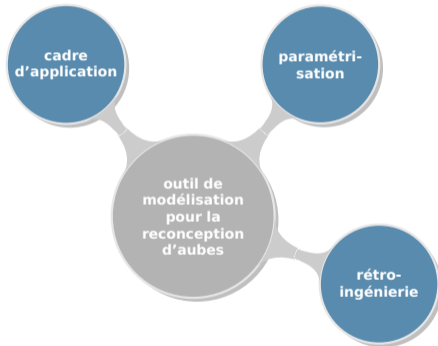 cadre
d'application
paramétri-
sation
outil de
modélisation
pour la
reconception
d'aubes
rétro-
ingénierie